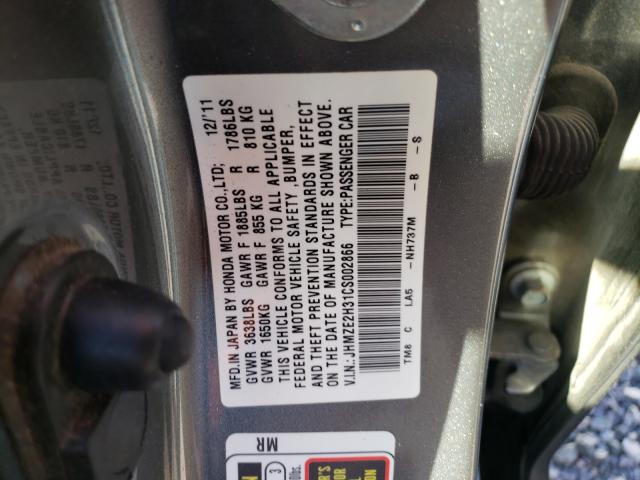 MFD.IN JAPAN BY HONDA MOTOR CO.,LTD; 12/'11
GVWR 3638LBS GAWR F 1885LBS R 1786LBS
GVWR 1650KG GAWR F 855 KG R 810 KG
THIS VEHICLE CONFORMS TO ALL APPLICABLE
FEDERAL MOTOR VEHICLE SAFETY ,BUMPER,
AND THEFT PREVENTION STANDARDS IN EFFECT
ON THE DATE OF MANUFACTURE SHOWN ABOVE.
V.I.N.: JHMZE2H31CS002866 TYPE:PASSENGER CAR
TM8 C LA5 -NH737M -B -S
MR
3